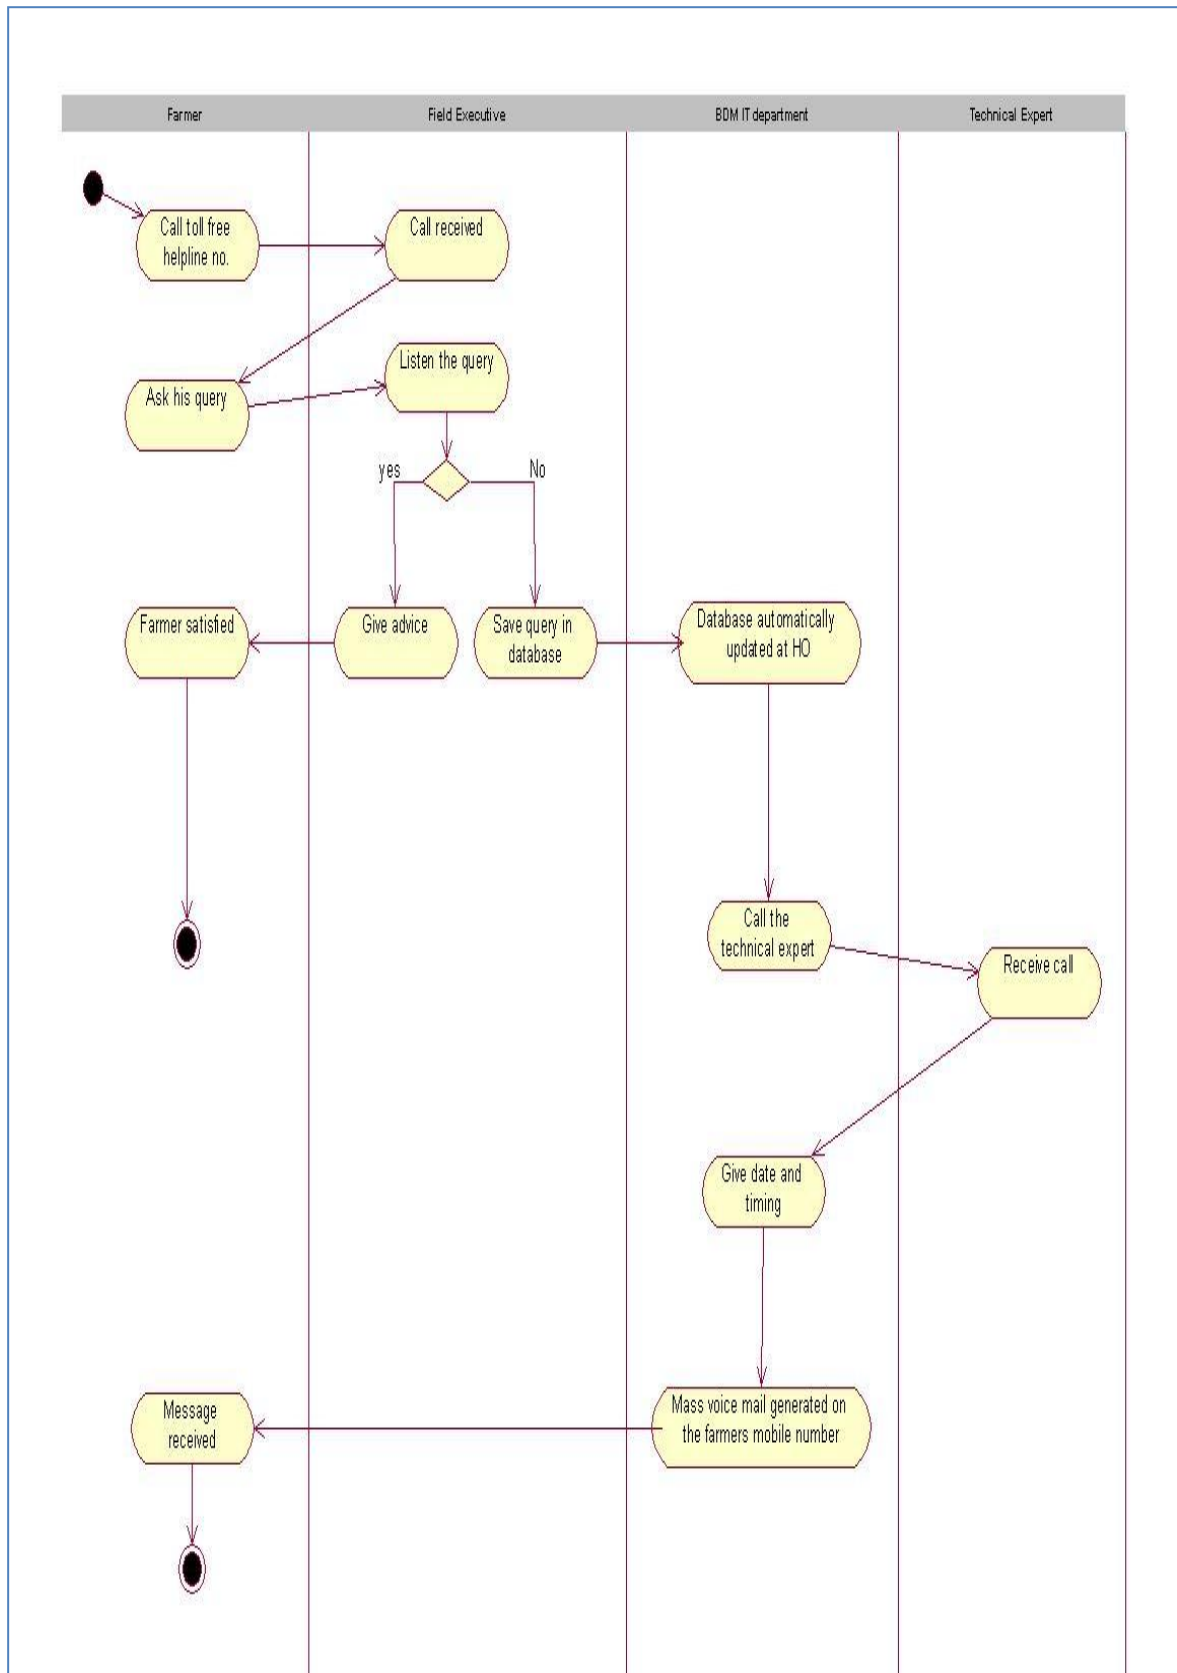 Farmer
Field Executive
BDM IT department
Technical Expert
Call toll free
helpline no.
Call received
Ask his query
Listen the query
yes
No
Farmer satisfied
Give advice
Save query in
database
Database automatically
updated at HO
Call the
technical expert
Receive call
Give date and
timing
Mass voice mail generated on
the farmers mobile number
Message
received